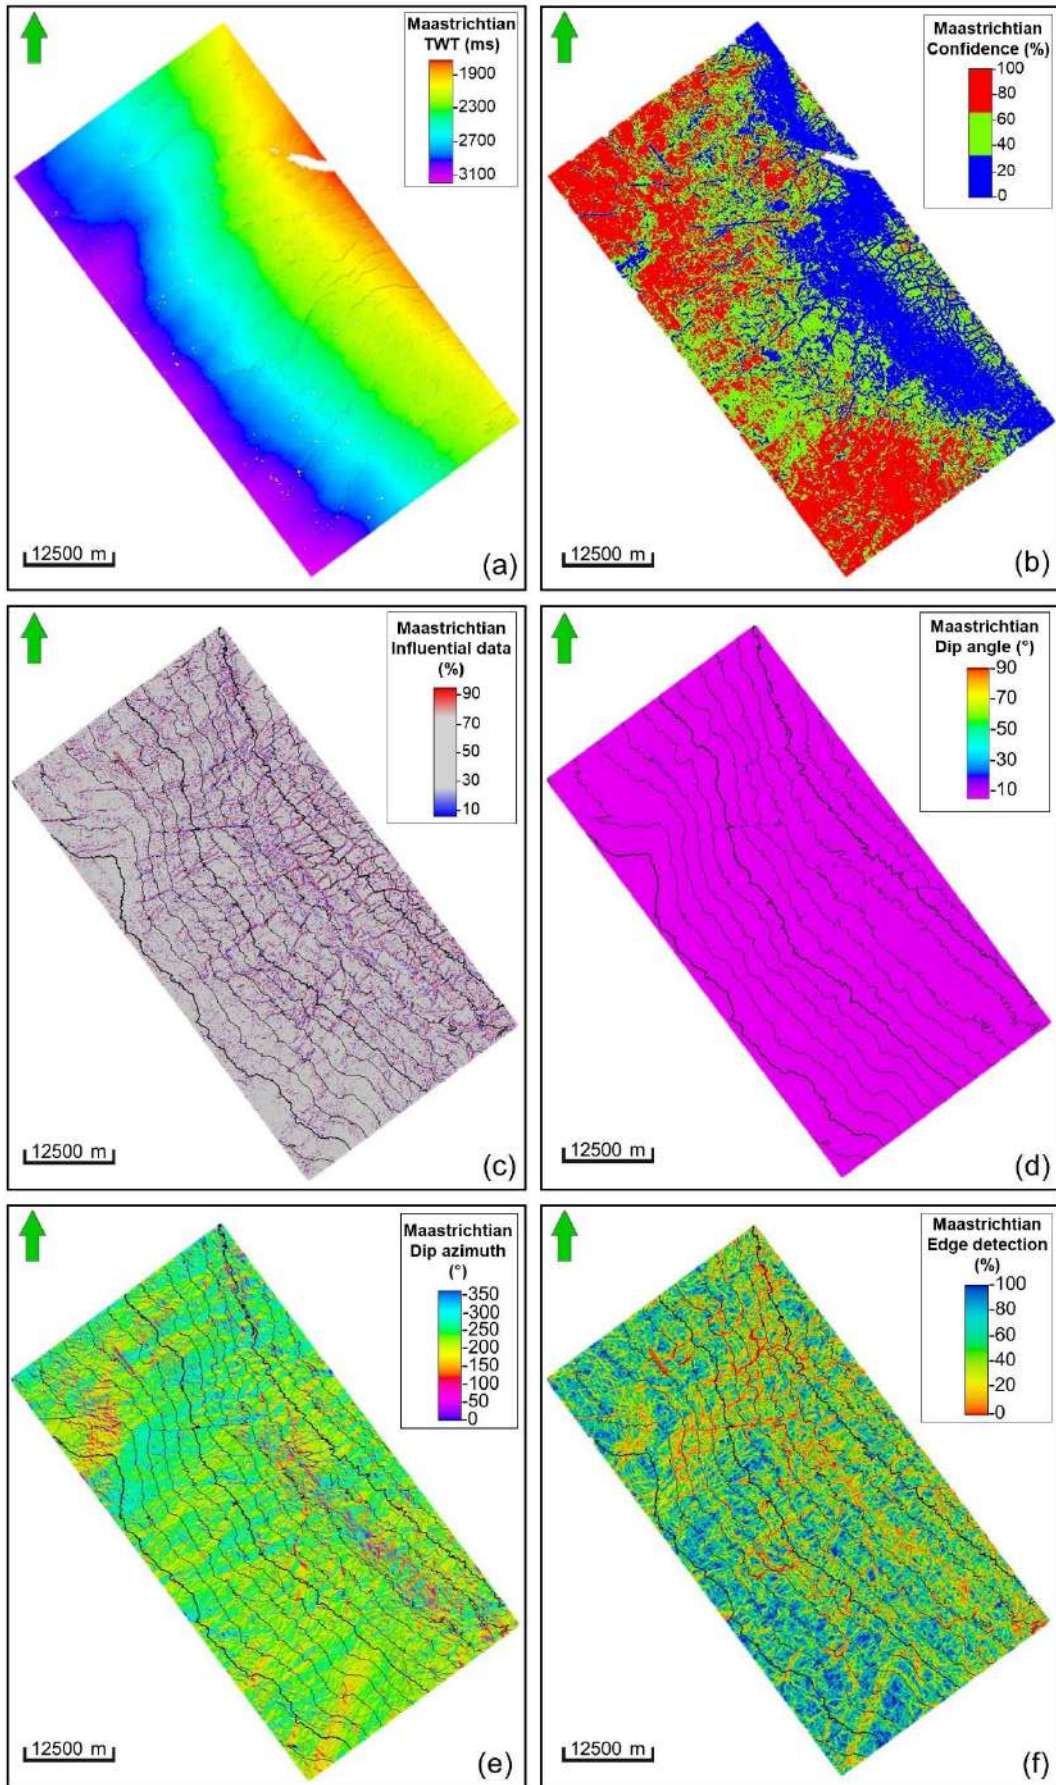 Maastrichtian
TWT (ms)
-1900
-2300
-2700
-3100
12500 m
(a)
Maastrichtian
Confidence (%)
100
-80
-60
-40
-20
0
12500 m
(b)
Maastrichtian
Influential data
(%)
-90
-70
-50
-30
-10
12500 m
(c)
Maastrichtian
Dip angle (°)
-90
-70
-50
-30
-10
12500 m
(d)
Maastrichtian
Dip azimuth
(°)
-350
-300
-250
-200
-150
-100
-50
-0
12500 m
(e)
Maastrichtian
Edge detection
(%)
-100
-80
-60
-40
-20
-0
12500 m
(f)